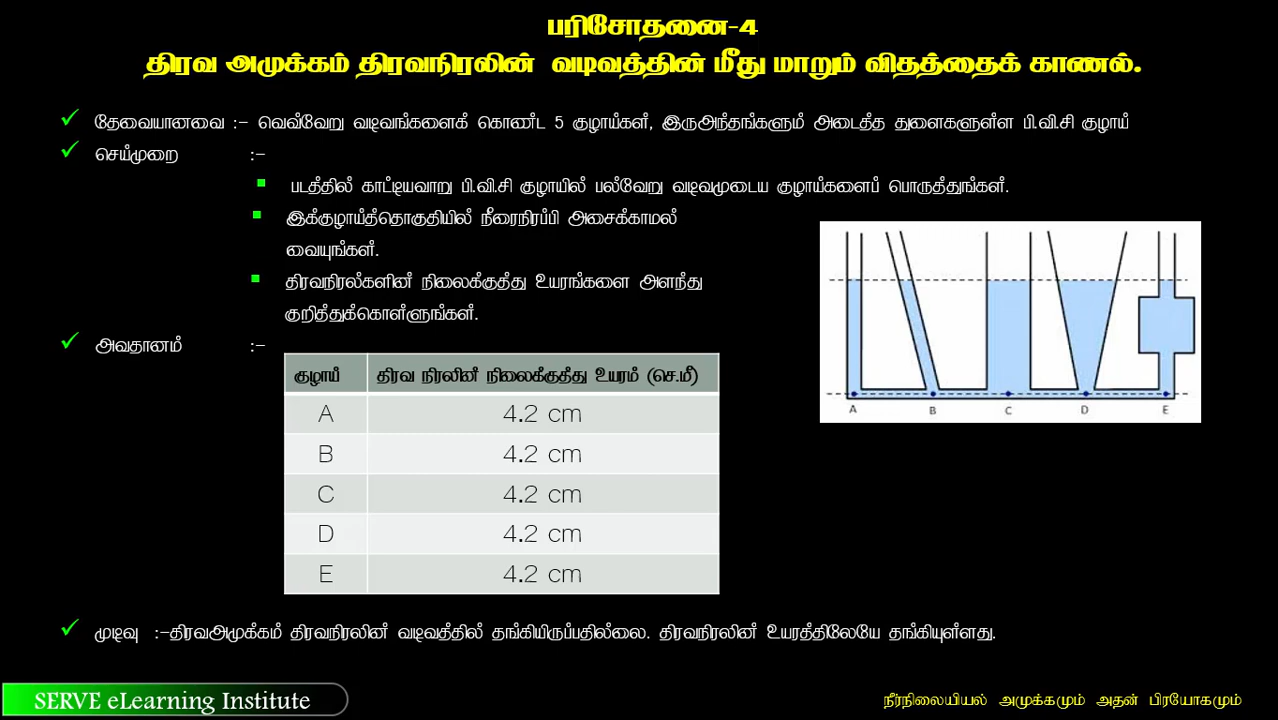 பரிசோதனை-4
திரவ அமுக்கம் திரவநிரலின் வடிவத்தின் மீது மாறும் விதத்தைக் காணல்.
தேவையானவை :- வெவ்வேறு வடிவங்களைக் கொண்ட 5 குழாய்கள், இருஅந்தங்களும் அடைத்த துளைகளுள்ள பி.வி.சி குழாய்
செய்முறை :-
படத்தில் காட்டியவாறு பி.வி.சி குழாயில் பல்வேறு வடிவமுடைய குழாய்களைப் பொருத்துங்கள்.
இக்குழாய்த்தொகுதியில் நீரைநிரப்பி அசைக்காமல்
வையுங்கள்.
திரவநிரல்களின் நிலைக்குத்து உயரங்களை அளந்து
குறித்துக்கொள்ளுங்கள்.
அவதானம் :-
குழாய் திரவ நிரலின் நிலைக்குத்து உயரம் (செ.மீ)
A 4.2 cm
B 4.2 cm
C 4.2 cm
D 4.2 cm
E 4.2 cm
A B C D E
முடிவு :-திரவஅமுக்கம் திரவநிரலின் வடிவத்தில் தங்கியிருப்பதில்லை. திரவநிரலின் உயரத்திலேயே தங்கியுள்ளது.
SERVE eLearning Institute
நீர்நிலையியல் அமுக்கமும் அதன் பிரயோகமும்